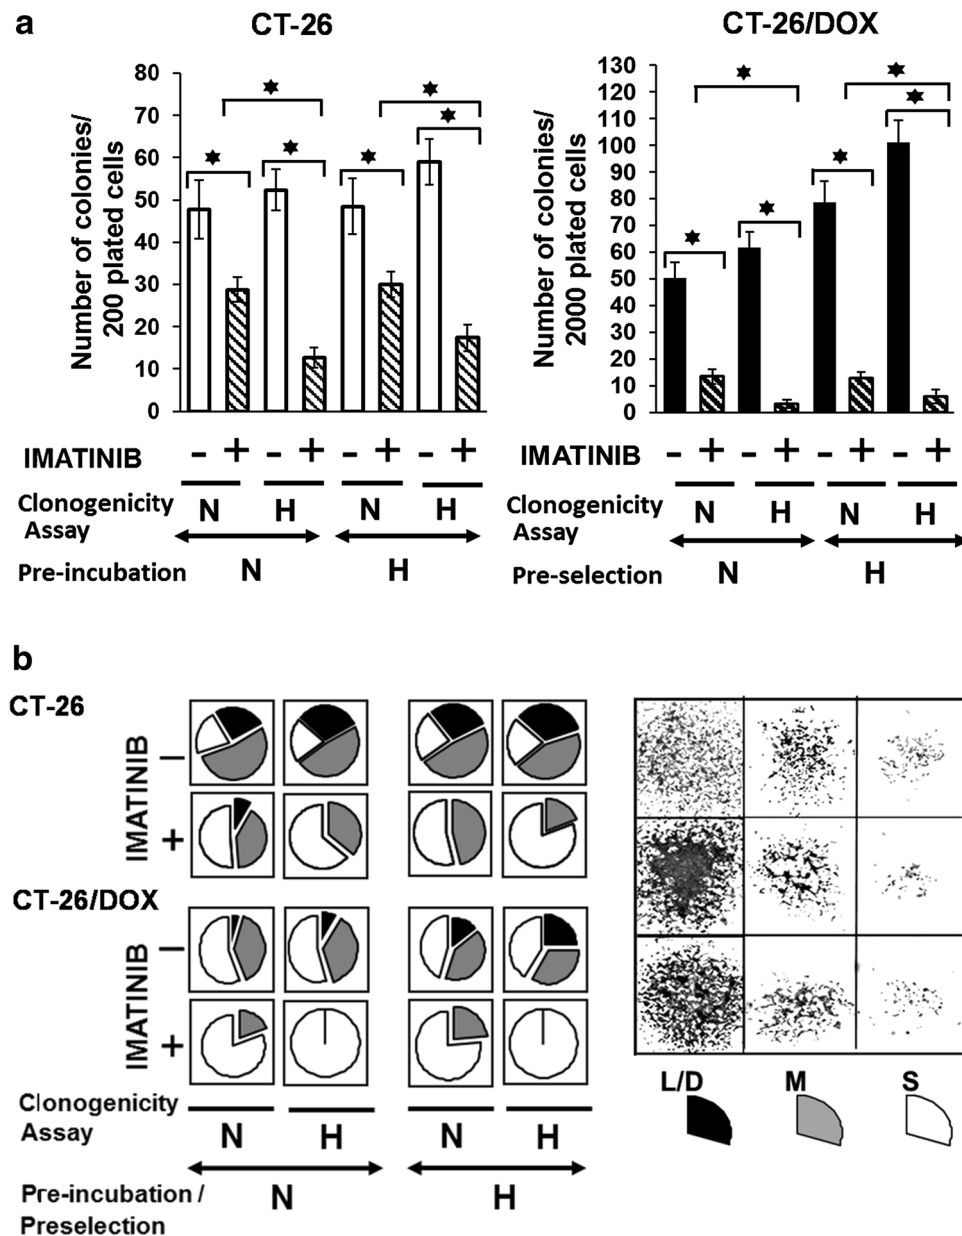 a
CT-26
CT-26/DOX
Number of colonies/
200 plated cells
80
70
60
50
40
30
20
10
0
Number of colonies/
2000 plated cells
130
120
110
100
90
80
70
60
50
40
30
20
10
0
IMATINIB - + - + - + - +
Clonogenicity
Assay
N H N H
Pre-incubation N H
IMATINIB - + - + - + - +
Clonogenicity
Assay
N H N H
Pre-selection N H
b
CT-26
IMATINIB
−
+
CT-26/DOX
IMATINIB
−
+
L/D M S
Clonogenicity
Assay
N H N H
Pre-incubation /
Preselection
N H